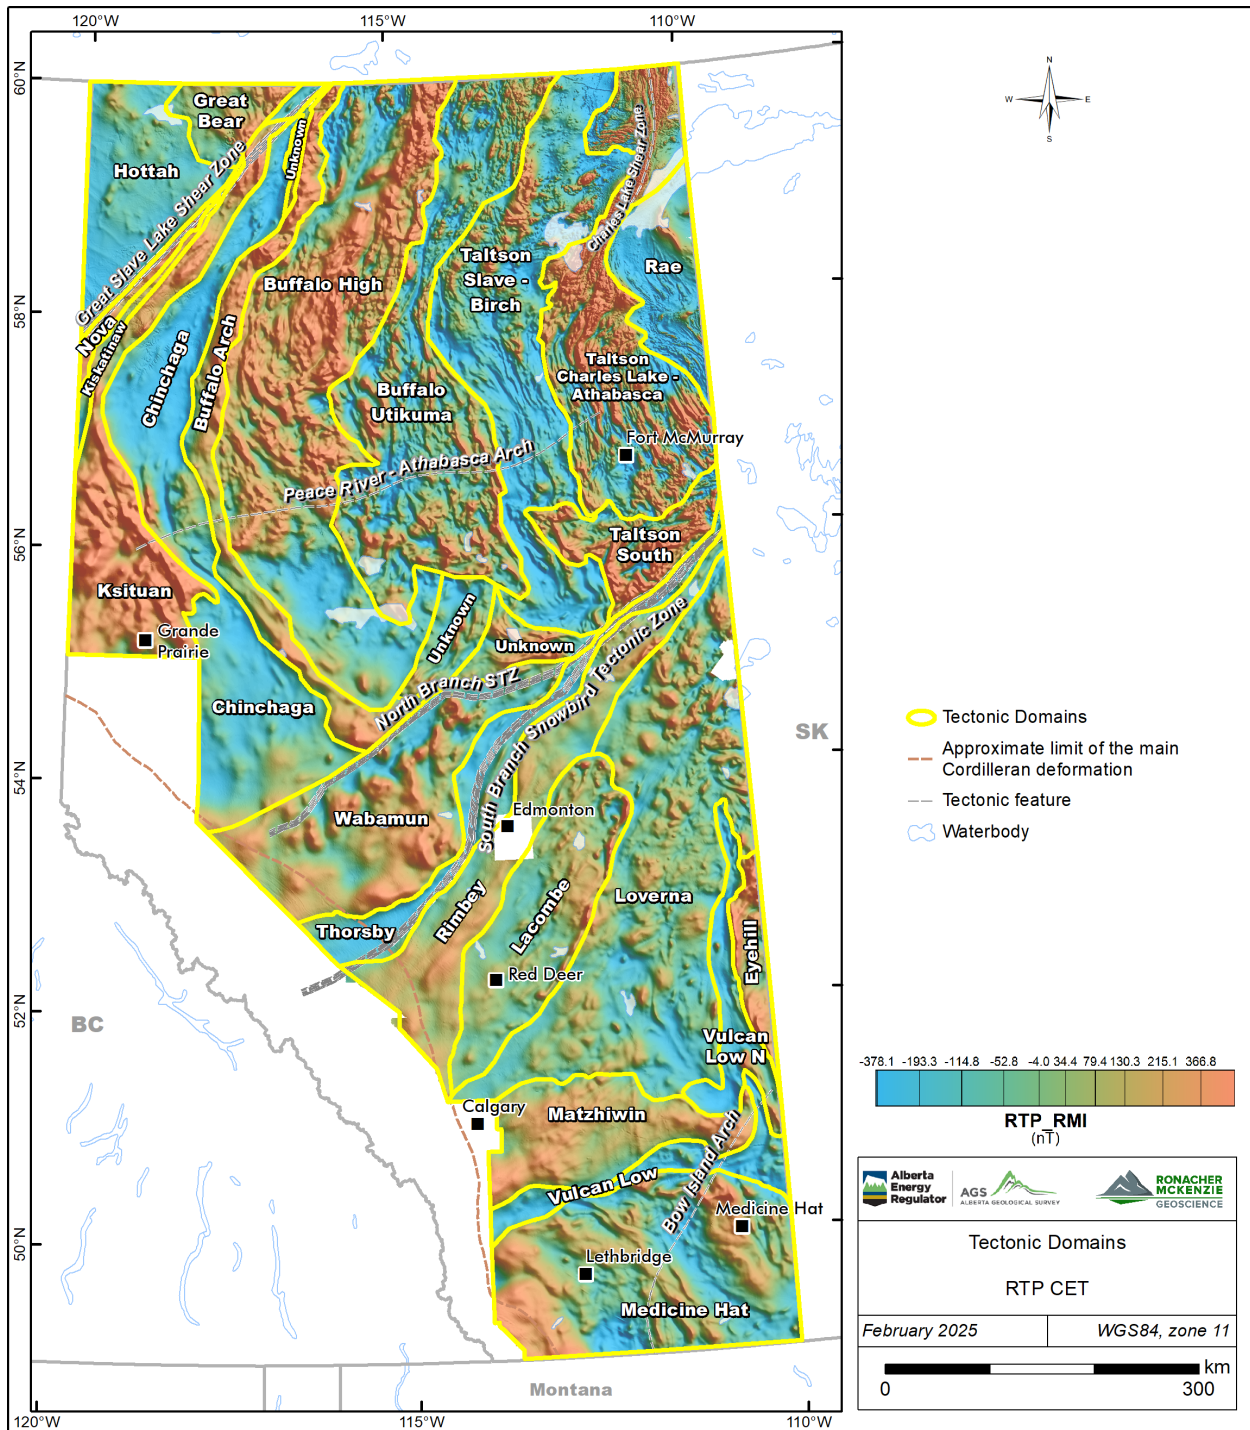 120°W
115°W
110°W
60°N
58°N
56°N
54°N
52°N
50°N
N
W
E
S
Great
Bear
Hottah
Unknown
Great Slave Lake Shear Zone
Charles Lake Shear Zone
Taltson
Slave -
Birch
Rae
Buffalo High
Nova
Kiskatinaw
Chinchaga
Buffalo Arch
Taltson
Charles Lake -
Athabasca
Buffalo
Utikuma
Fort McMurray
Peace River - Athabasca Arch
Taltson
South
Ksituan
Grande
Prairie
Unknown
Unknown
Chinchaga
North Branch STZ
South Branch Snowbird Tectonic Zone
SK
Wabamun
Edmonton
Thorsby
Rimbey
Lacombe
Loverna
Eyehill
Red Deer
BC
Vulcan
Low N
Calgary
Matzhiwin
Vulcan Low
Bow Island Arch
Medicine Hat
Lethbridge
Medicine Hat
Montana
120°W
115°W
110°W
Tectonic Domains
Approximate limit of the main
Cordilleran deformation
Tectonic feature
Waterbody
-378.1 -193.3 -114.8 -52.8 -4.0 34.4 79.4 130.3 215.1 366.8
RTP_RMI
(nT)
Alberta
Energy
Regulator
AGS
ALBERTA GEOLOGICAL SURVEY
RONACHER
MCKENZIE
GEOSCIENCE
Tectonic Domains
RTP CET
February 2025
WGS84, zone 11
km
0
300